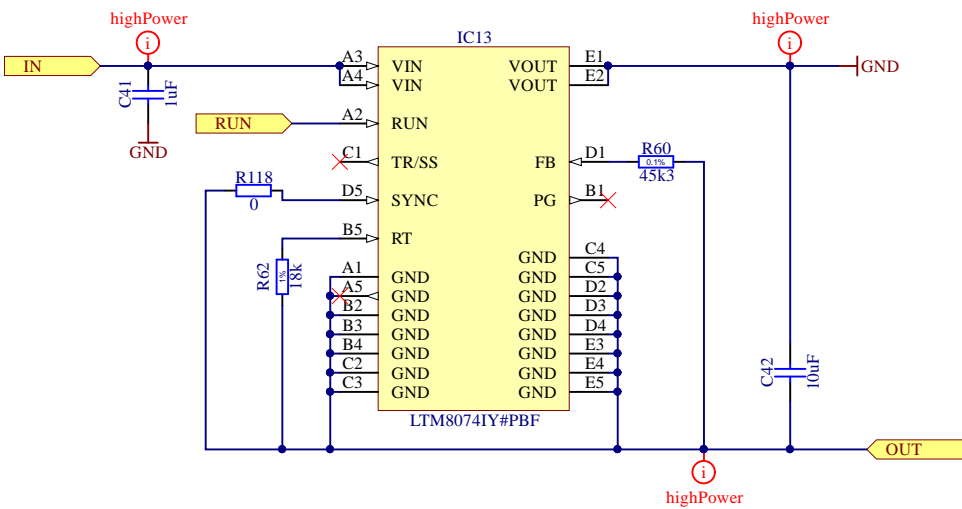 highPower
i
IN
C41
1uF
GND
RUN
R118
0
R62
1%
18k
IC13
A3
VIN
A4
VIN
A2
RUN
C1
TR/SS
D5
SYNC
B5
RT
A1
GND
A5
GND
B2
GND
B3
GND
B4
GND
C2
GND
C3
GND
VOUT
E1
VOUT
E2
FB
D1
PG
B1
GND
C4
GND
C5
GND
D2
GND
D3
GND
D4
GND
E3
GND
E4
GND
E5
LTM8074IY#PBF
R60
0.1%
45k3
highPower
i
GND
C42
10uF
OUT
i
highPower